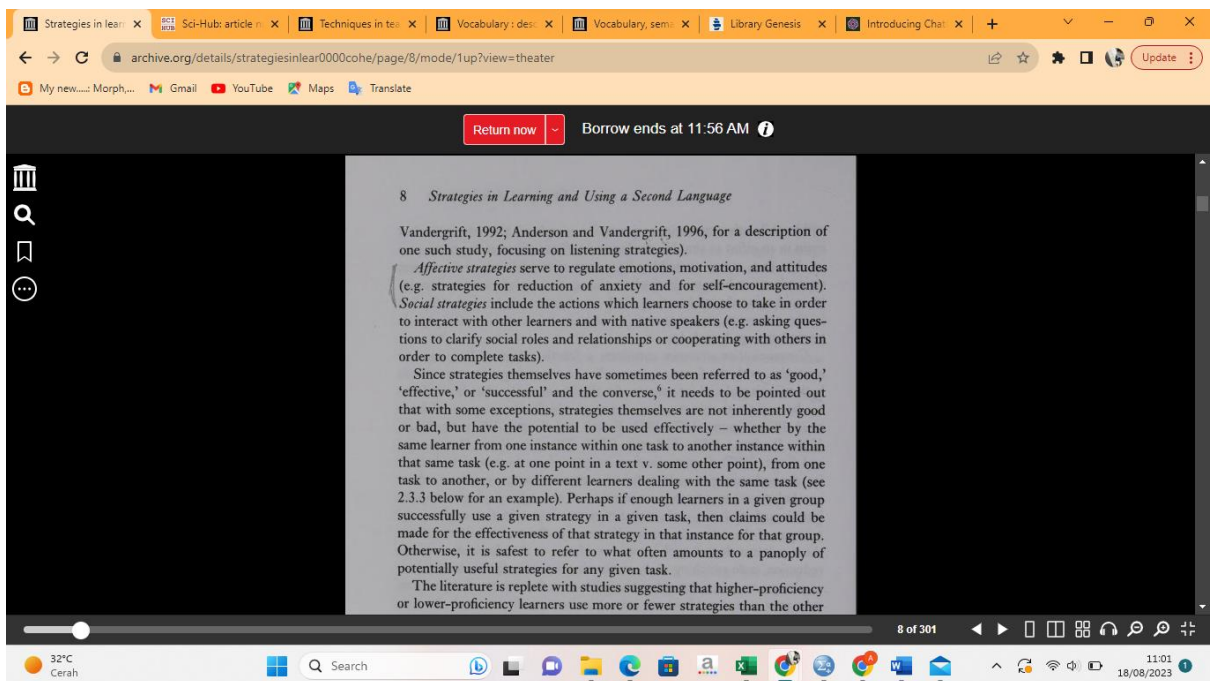 Strategies in learn
Sci-Hub: article n
Techniques in tea
Vocabulary : desc
Vocabulary, sema
Library Genesis
Introducing Chat
archive.org/details/strategiesinlear0000cohe/page/8/mode/1up?view=theater
Update
My new.....: Morph,...
Gmail
YouTube
Maps
Translate
Return now
Borrow ends at 11:56 AM
8 Strategies in Learning and Using a Second Language
Vandergrift, 1992; Anderson and Vandergrift, 1996, for a description of
one such study, focusing on listening strategies).
Affective strategies serve to regulate emotions, motivation, and attitudes
(e.g. strategies for reduction of anxiety and for self-encouragement).
Social strategies include the actions which learners choose to take in order
to interact with other learners and with native speakers (e.g. asking ques-
tions to clarify social roles and relationships or cooperating with others in
order to complete tasks).
Since strategies themselves have sometimes been referred to as 'good,'
'effective,' or 'successful' and the converse,⁶ it needs to be pointed out
that with some exceptions, strategies themselves are not inherently good
or bad, but have the potential to be used effectively – whether by the
same learner from one instance within one task to another instance within
that same task (e.g. at one point in a text v. some other point), from one
task to another, or by different learners dealing with the same task (see
2.3.3 below for an example). Perhaps if enough learners in a given group
successfully use a given strategy in a given task, then claims could be
made for the effectiveness of that strategy in that instance for that group.
Otherwise, it is safest to refer to what often amounts to a panoply of
potentially useful strategies for any given task.
The literature is replete with studies suggesting that higher-proficiency
or lower-proficiency learners use more or fewer strategies than the other
8 of 301
32°C
Cerah
Search
11:01
18/08/2023
1